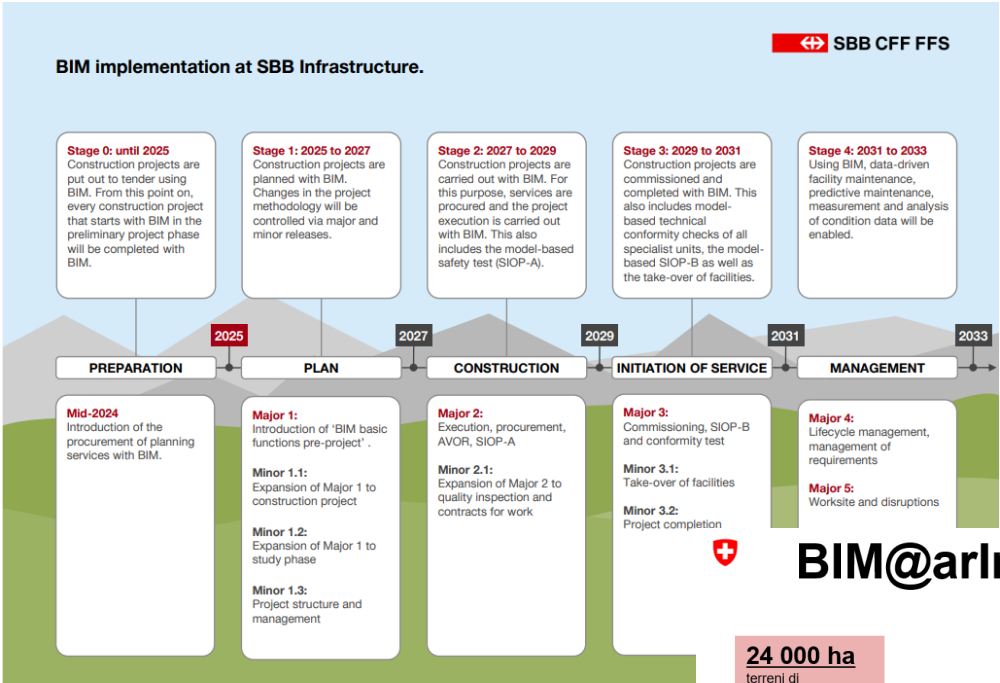 SBB CFF FFS
BIM implementation at SBB Infrastructure.
Stage 0: until 2025
Construction projects are
put out to tender using
BIM. From this point on,
every construction project
that starts with BIM in the
preliminary project phase
will be completed with
BIM.
Stage 1: 2025 to 2027
Construction projects are
planned with BIM.
Changes in the project
methodology will be
controlled via major and
minor releases.
Stage 2: 2027 to 2029
Construction projects are
carried out with BIM. For
this purpose, services are
procured and the project
execution is carried out
with BIM. This also
includes the model-based
safety test (SIOP-A).
Stage 3: 2029 to 2031
Construction projects are
commissioned and
completed with BIM. This
also includes model-
based technical
conformity checks of all
specialist units, the model-
based SIOP-B as well as
the take-over of facilities.
Stage 4: 2031 to 2033
Using BIM, data-driven
facility maintenance,
predictive maintenance,
measurement and analysis
of condition data will be
enabled.
2025
2027
2029
2031
2033
PREPARATION
PLAN
CONSTRUCTION
INITIATION OF SERVICE
MANAGEMENT
Mid-2024
Introduction of the
procurement of planning
services with BIM.
Major 1:
Introduction of ‘BIM basic
functions pre-project’ .
Minor 1.1:
Expansion of Major 1 to
construction project
Minor 1.2:
Expansion of Major 1 to
study phase
Minor 1.3:
Project structure and
management
Major 2:
Execution, procurement,
AVOR, SIOP-A
Minor 2.1:
Expansion of Major 2 to
quality inspection and
contracts for work
Major 3:
Commissioning, SIOP-B
and conformity test
Minor 3.1:
Take-over of facilities
Minor 3.2:
Project completion
Major 4:
Lifecycle management,
management of
requirements
Major 5:
Worksite and disruptions
24 000 ha
terreni di